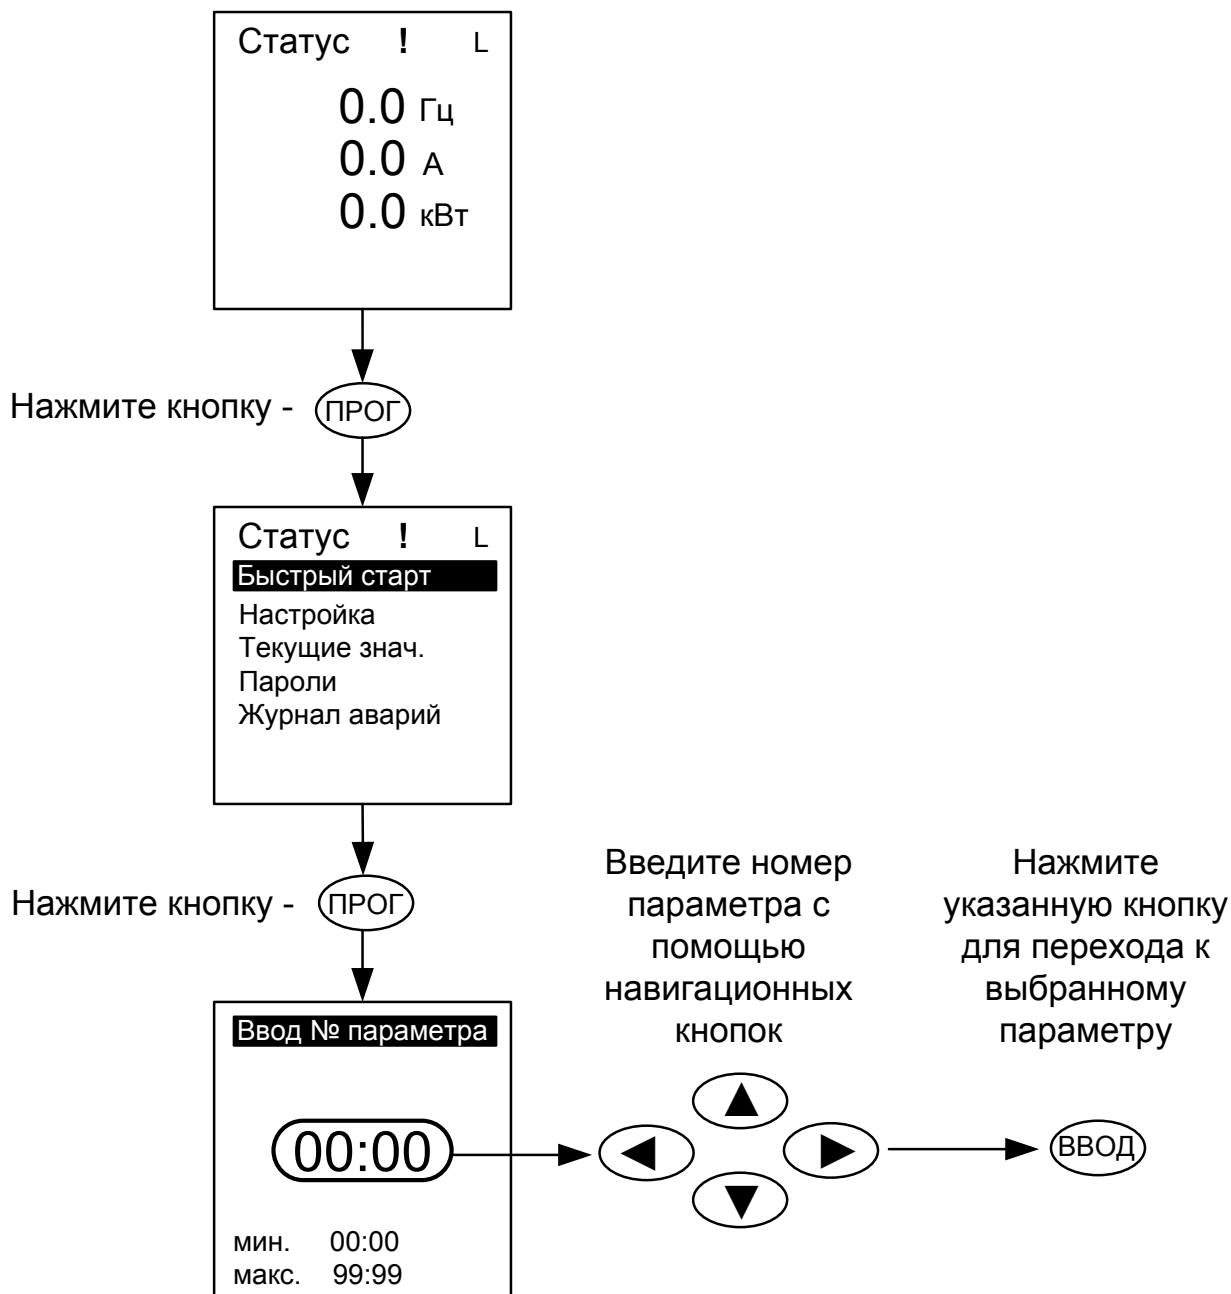 Статус ! L
0.0 Гц
0.0 А
0.0 кВт
Нажмите кнопку - ПРОГ
Статус ! L
Быстрый старт
Настройка
Текущие знач.
Пароли
Журнал аварий
Нажмите кнопку - ПРОГ
Ввод № параметра
00:00
мин. 00:00
макс. 99:99
Введите номер
параметра с
помощью
навигационных
кнопок
Нажмите
указанную кнопку
для перехода к
выбранному
параметру
ВВОД